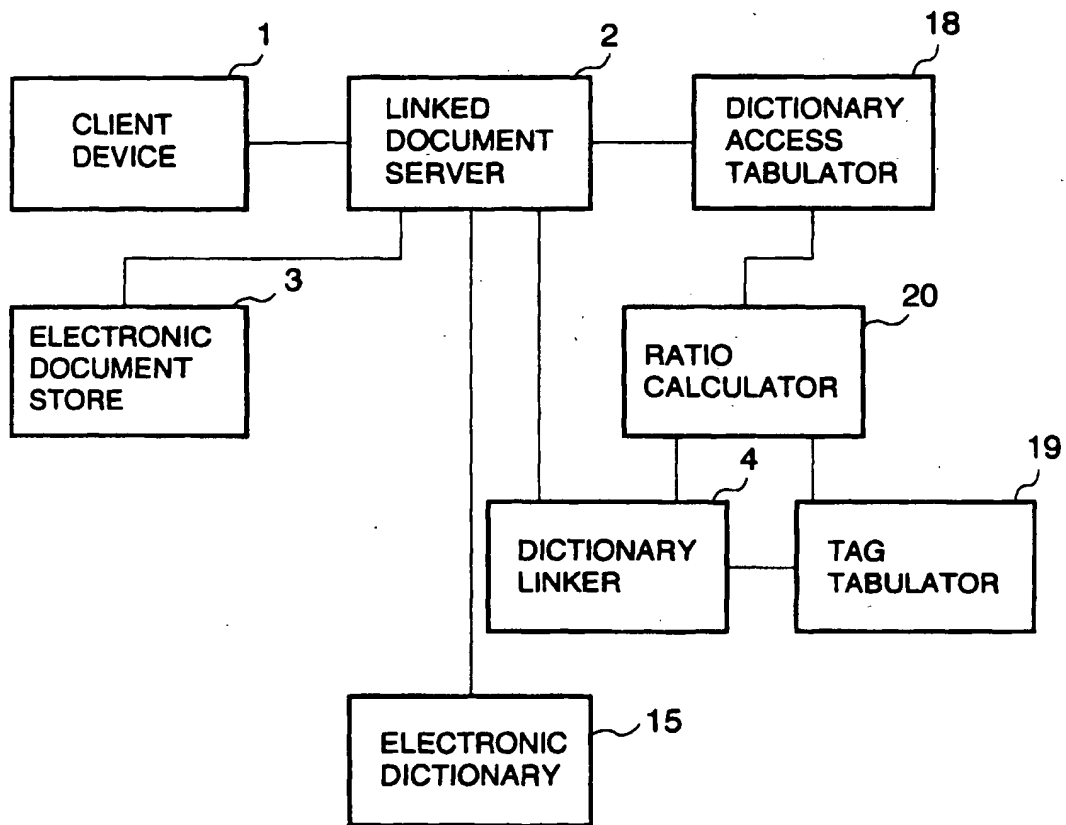 1
CLIENT
DEVICE
2
LINKED
DOCUMENT
SERVER
18
DICTIONARY
ACCESS
TABULATOR
3
ELECTRONIC
DOCUMENT
STORE
20
RATIO
CALCULATOR
4
DICTIONARY
LINKER
19
TAG
TABULATOR
15
ELECTRONIC
DICTIONARY